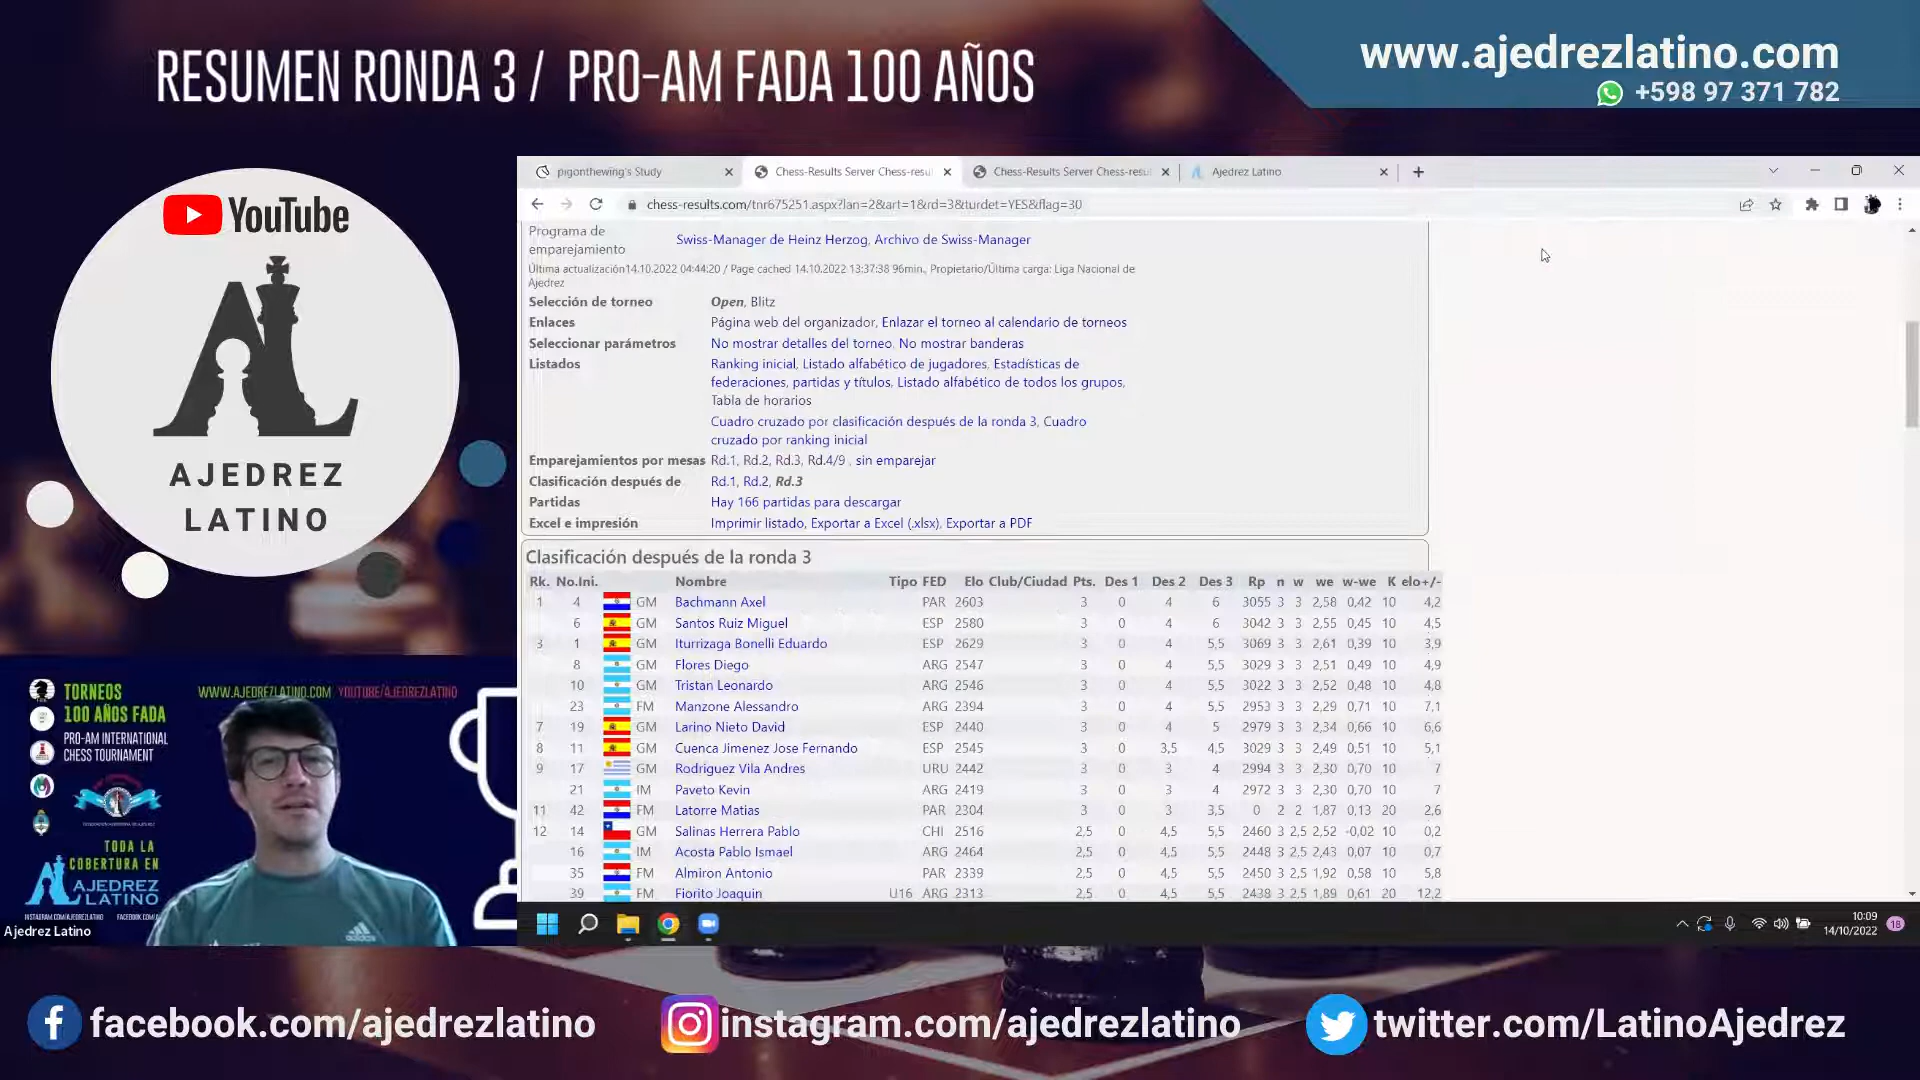 RESUMEN RONDA 3 / PRO-AM FADA 100 AÑOS
www.ajedrezlatino.com
+598 97 371 782
YouTube
AJEDREZ
LATINO
TORNEOS
100 AÑOS FADA
PRO-AM INTERNATIONAL
CHESS TOURNAMENT
WWW.AJEDREZLATINO.COM YOUTUBE/AJEDREZLATINO
TODA LA
COBERTURA EN
AJEDREZ
LATINO
INSTAGRAM.COM/AJEDREZLATINO FACEBOOK.COM/
Ajedrez Latino
adidas
pigonthewing's Study
Chess-Results Server Chess-resu
Chess-Results Server Chess-resu
Ajedrez Latino
chess-results.com/tnr675251.aspx?lan=2&art=1&rd=3&turdet=YES&flag=30
Programa de
emparejamiento
Swiss-Manager de Heinz Herzog, Archivo de Swiss-Manager
Última actualización14.10.2022 04:44:20 / Page cached 14.10.2022 13:37:38 96min., Propietario/Última carga: Liga Nacional de
Ajedrez
Selección de torneo Open, Blitz
Enlaces Página web del organizador, Enlazar el torneo al calendario de torneos
Seleccionar parámetros No mostrar detalles del torneo, No mostrar banderas
Listados Ranking inicial, Listado alfabético de jugadores, Estadísticas de
federaciones, partidas y títulos, Listado alfabético de todos los grupos,
Tabla de horarios
Cuadro cruzado por clasificación después de la ronda 3, Cuadro
cruzado por ranking inicial
Emparejamientos por mesas Rd.1, Rd.2, Rd.3, Rd.4/9 , sin emparejar
Clasificación después de Rd.1, Rd.2, Rd.3
Partidas Hay 166 partidas para descargar
Excel e impresión Imprimir listado, Exportar a Excel (.xlsx), Exportar a PDF
Clasificación después de la ronda 3
Rk. No.Ini. Nombre Tipo FED Elo Club/Ciudad Pts. Des 1 Des 2 Des 3 Rp n w we w-we K elo+/-
1 4 GM Bachmann Axel PAR 2603 3 0 4 6 3055 3 3 2,58 0,42 10 4,2
6 GM Santos Ruiz Miguel ESP 2580 3 0 4 6 3042 3 3 2,55 0,45 10 4,5
3 1 GM Iturrizaga Bonelli Eduardo ESP 2629 3 0 4 5,5 3069 3 3 2,61 0,39 10 3,9
8 GM Flores Diego ARG 2547 3 0 4 5,5 3029 3 3 2,51 0,49 10 4,9
10 GM Tristan Leonardo ARG 2546 3 0 4 5,5 3022 3 3 2,52 0,48 10 4,8
23 FM Manzone Alessandro ARG 2394 3 0 4 5,5 2953 3 3 2,29 0,71 10 7,1
7 19 GM Larino Nieto David ESP 2440 3 0 4 5 2979 3 3 2,34 0,66 10 6,6
8 11 GM Cuenca Jimenez Jose Fernando ESP 2545 3 0 3,5 4,5 3029 3 3 2,49 0,51 10 5,1
9 17 GM Rodriguez Vila Andres URU 2442 3 0 3 4 2994 3 3 2,30 0,70 10 7
21 IM Paveto Kevin ARG 2419 3 0 3 4 2972 3 3 2,30 0,70 10 7
11 42 FM Latorre Matias PAR 2304 3 0 3 3,5 0 2 2 1,87 0,13 20 2,6
12 14 GM Salinas Herrera Pablo CHI 2516 2,5 0 4,5 5,5 2460 3 2,5 2,52 -0,02 10 0,2
16 IM Acosta Pablo Ismael ARG 2464 2,5 0 4,5 5,5 2448 3 2,5 2,43 0,07 10 0,7
35 FM Almiron Antonio PAR 2339 2,5 0 4,5 5,5 2450 3 2,5 1,92 0,58 10 5,8
39 FM Fiorito Joaquin U16 ARG 2313 2,5 0 4,5 5,5 2438 3 2,5 1,89 0,61 20 12,2
10:09
14/10/2022
18
facebook.com/ajedrezlatino
instagram.com/ajedrezlatino
twitter.com/LatinoAjedrez